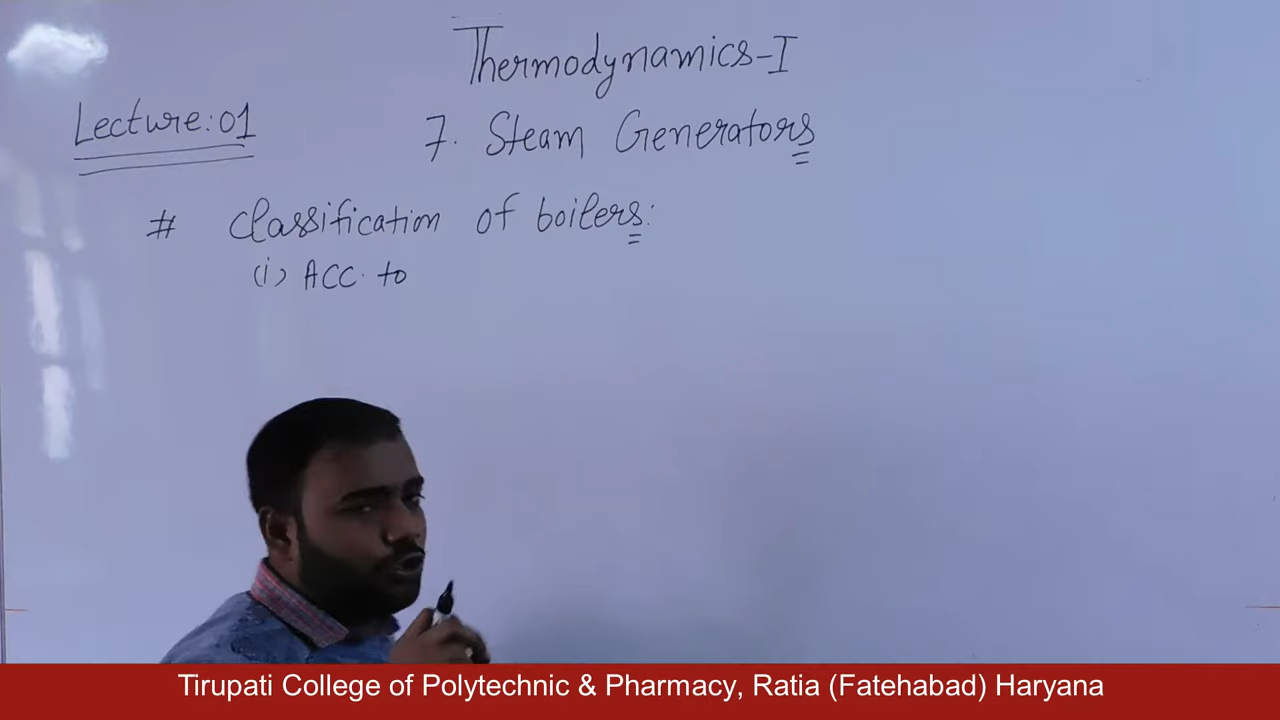 Thermodynamics-I
Lecture:01
7. Steam Generators
# Classification of boilers:
(i) ACC. to
Tirupati College of Polytechnic & Pharmacy, Ratia (Fatehabad) Haryana